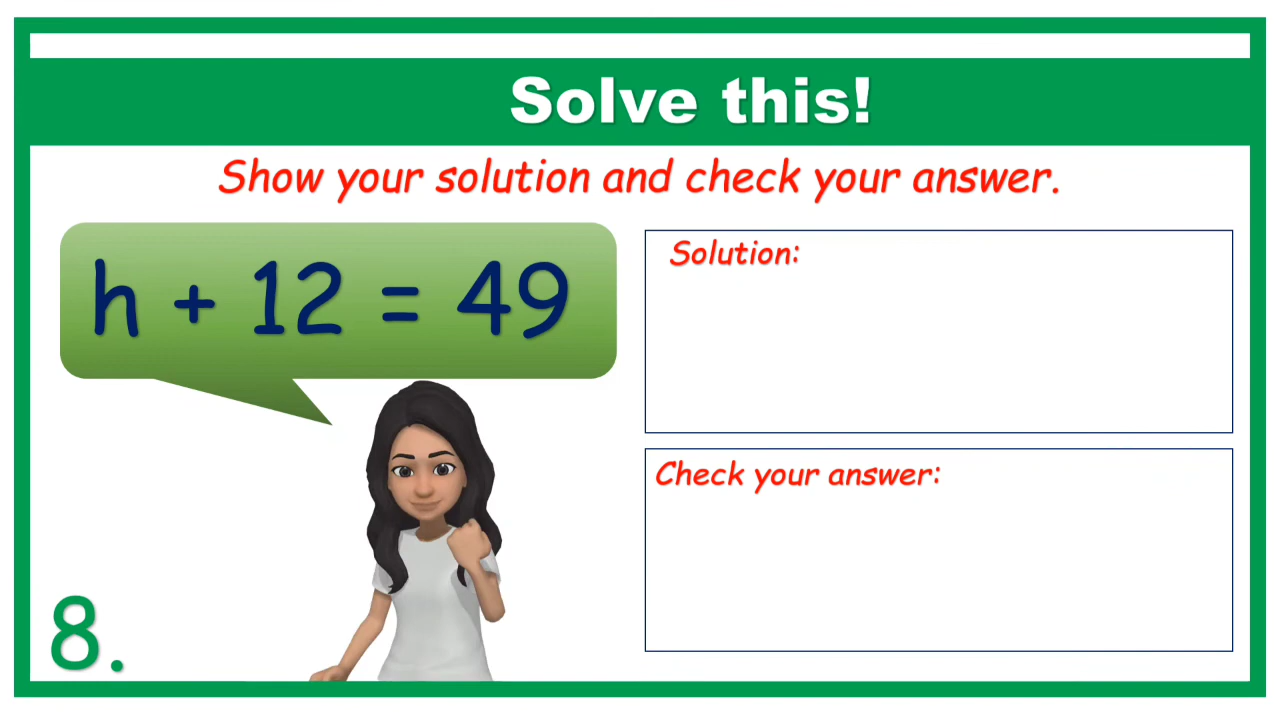 Solve this!
Show your solution and check your answer.
h + 12 = 49
Solution:
Check your answer:
8.